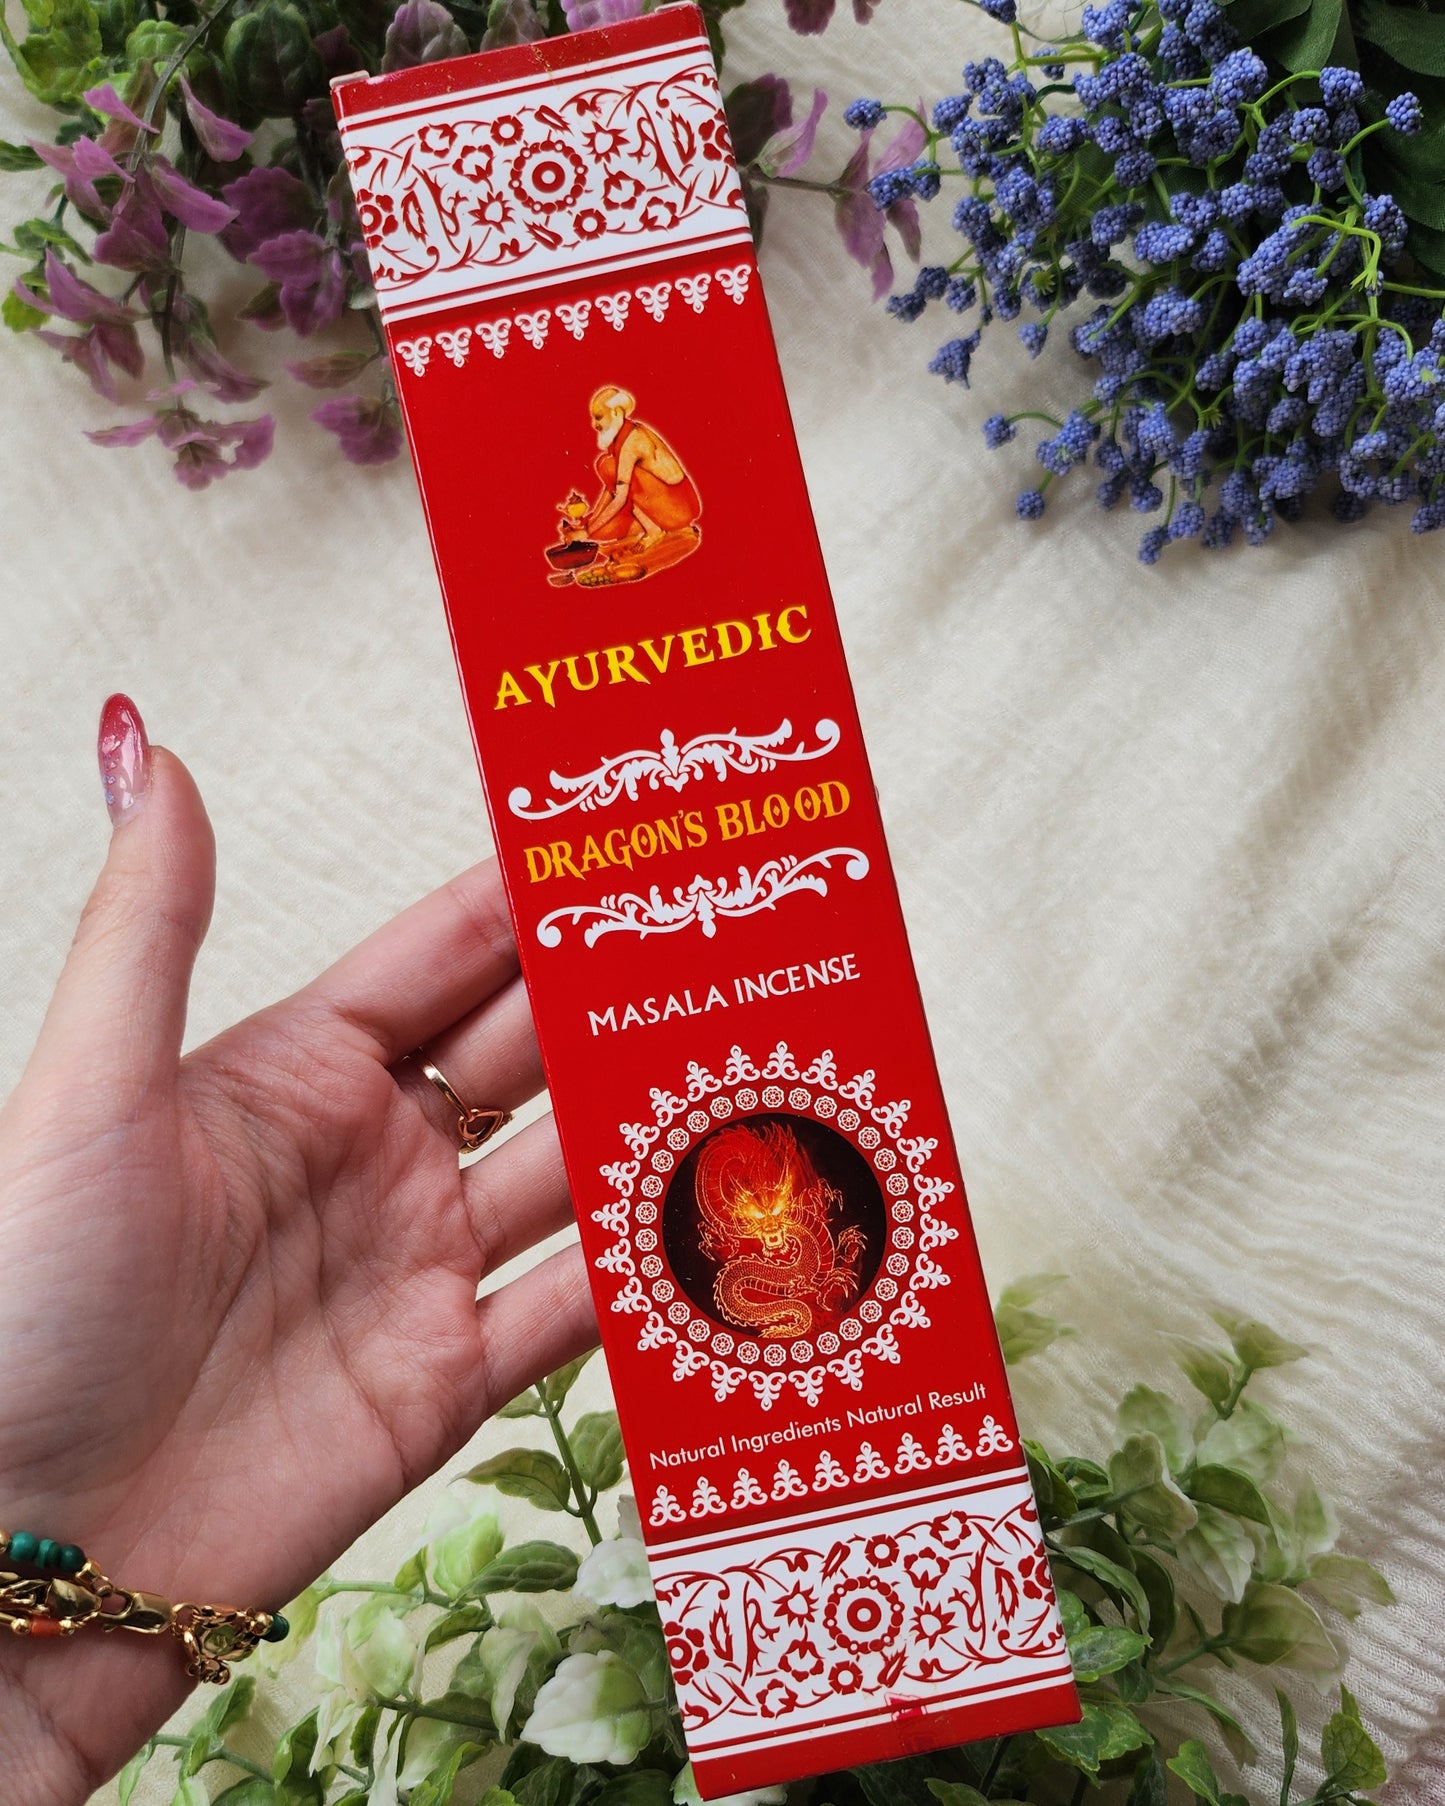 AYURVEDIC
DRAGON'S BLOOD
MASALA INCENSE
Natural Ingredients Natural Result